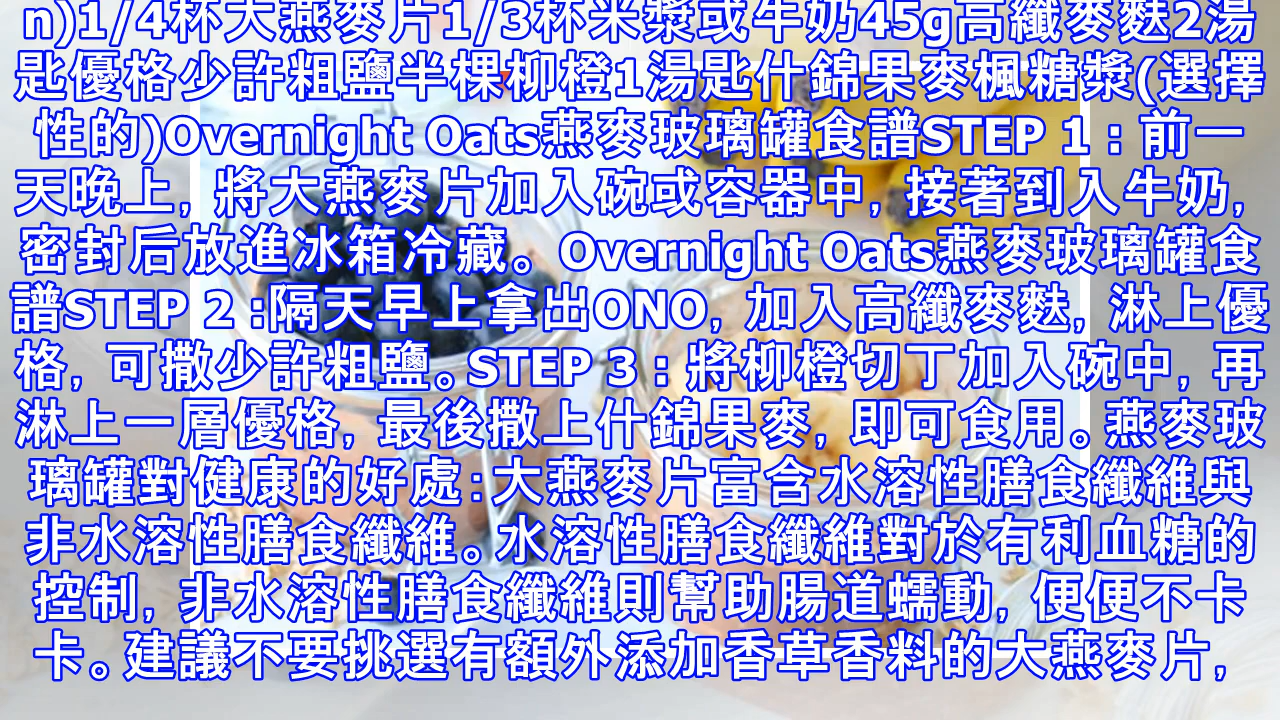 n)1/4杯大燕麥片1/3杯米漿或牛奶45g高纖麥麩2湯
匙優格少許粗鹽半棵柳橙1湯匙什錦果麥楓糖漿(選擇
性的)Overnight Oats燕麥玻璃罐食譜STEP 1 : 前一
天晚上, 將大燕麥片加入碗或容器中, 接著到入牛奶,
密封后放進冰箱冷藏。Overnight Oats燕麥玻璃罐食
譜STEP 2 :隔天早上拿出ONO, 加入高纖麥麩, 淋上優
格, 可撒少許粗鹽。STEP 3 : 將柳橙切丁加入碗中, 再
淋上一層優格, 最後撒上什錦果麥, 即可食用。燕麥玻
璃罐對健康的好處:大燕麥片富含水溶性膳食纖維與
非水溶性膳食纖維。水溶性膳食纖維對於有利血糖的
控制, 非水溶性膳食纖維則幫助腸道蠕動, 便便不卡
卡。建議不要挑選有額外添加香草香料的大燕麥片,